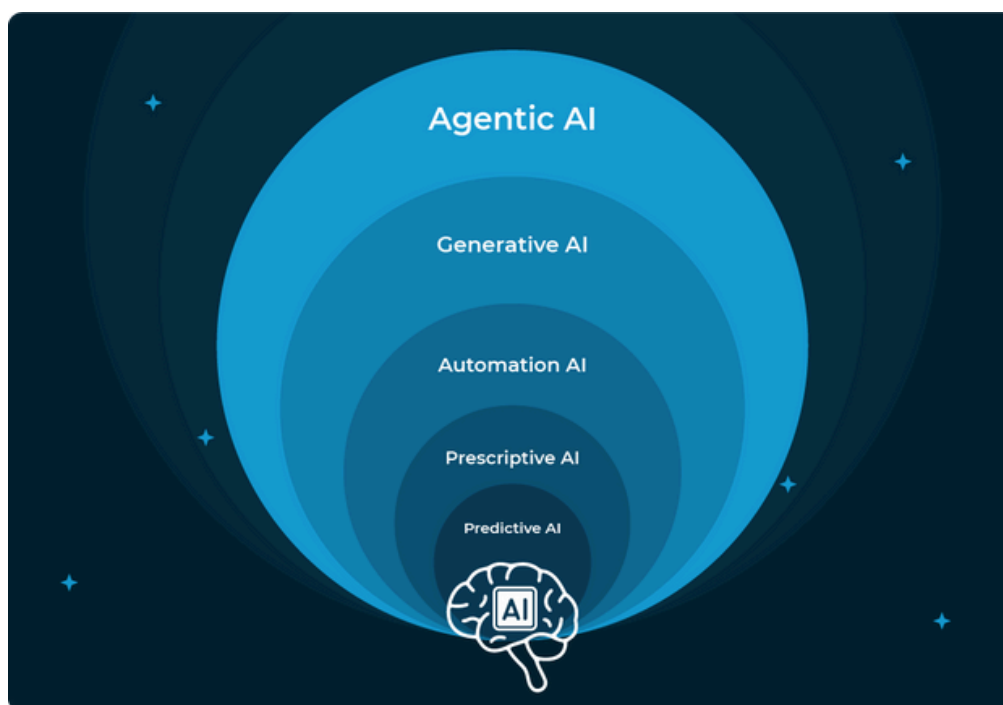 Agentic AI
Generative AI
Automation AI
Prescriptive AI
Predictive AI
AI